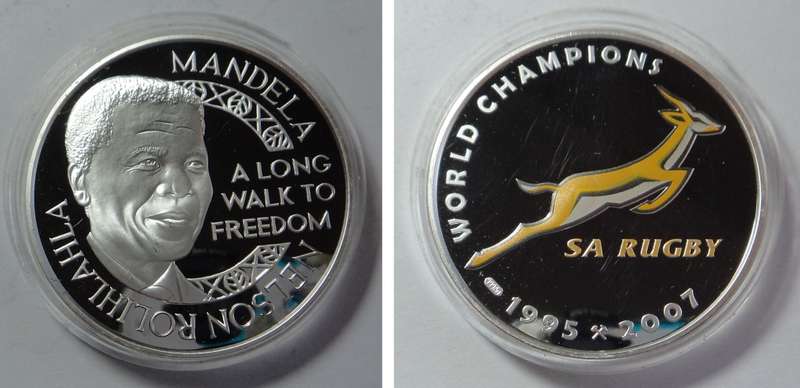 MANDELA
A LONG
WALK TO
FREEDOM
NELSON ROLIHLAHLA
WORLD CHAMPIONS
SA RUGBY
1995 2007